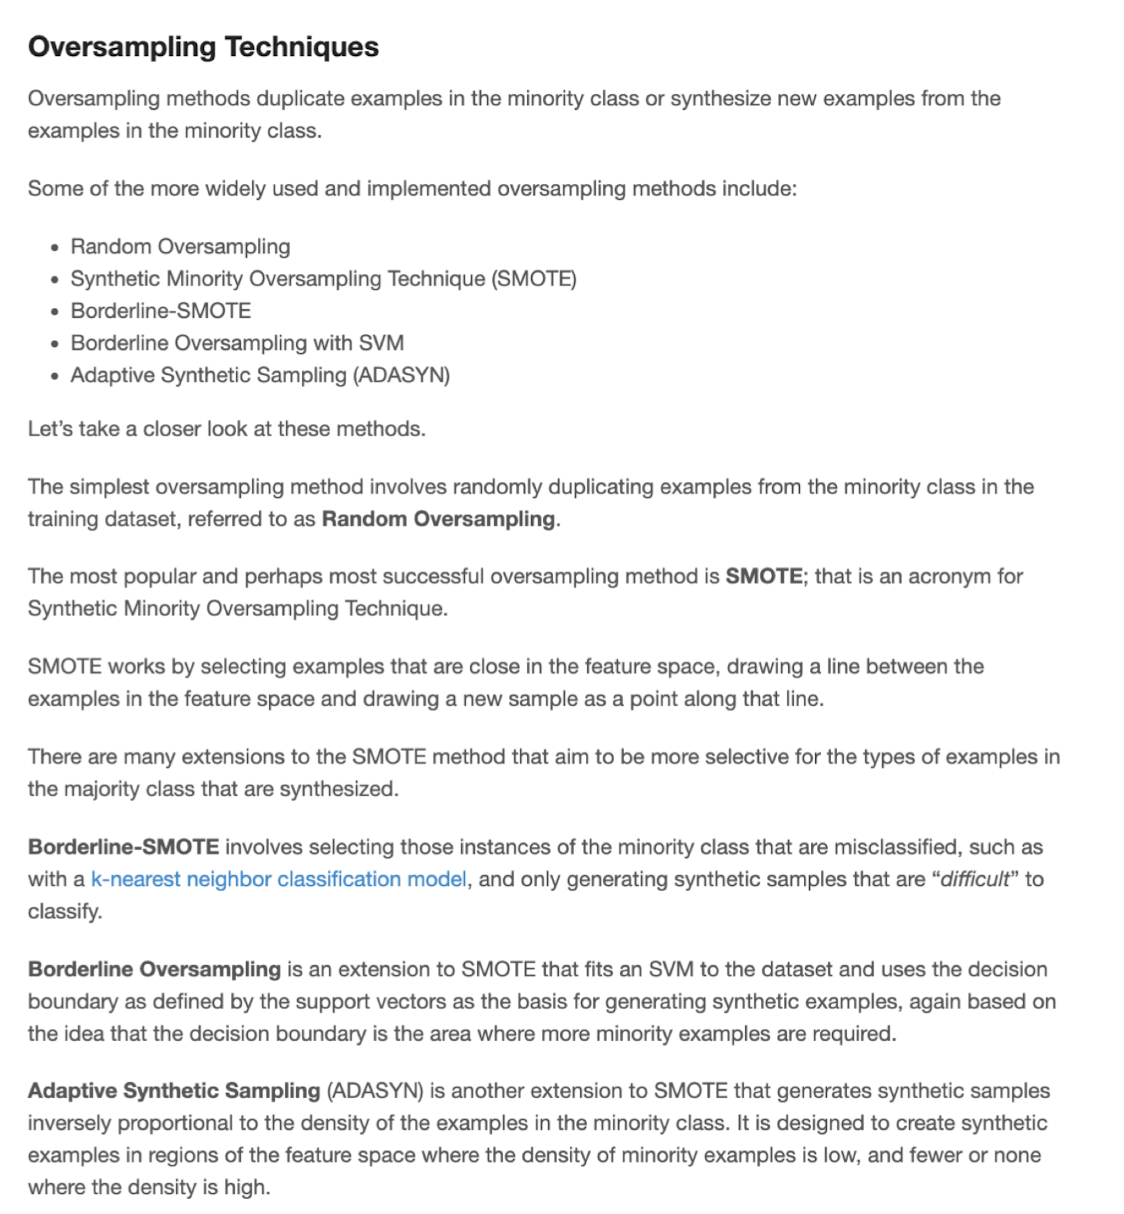 Oversampling Techniques
Oversampling methods duplicate examples in the minority class or synthesize new examples from the
examples in the minority class.
Some of the more widely used and implemented oversampling methods include:
• Random Oversampling
• Synthetic Minority Oversampling Technique (SMOTE)
• Borderline-SMOTE
• Borderline Oversampling with SVM
• Adaptive Synthetic Sampling (ADASYN)
Let’s take a closer look at these methods.
The simplest oversampling method involves randomly duplicating examples from the minority class in the
training dataset, referred to as Random Oversampling.
The most popular and perhaps most successful oversampling method is SMOTE; that is an acronym for
Synthetic Minority Oversampling Technique.
SMOTE works by selecting examples that are close in the feature space, drawing a line between the
examples in the feature space and drawing a new sample as a point along that line.
There are many extensions to the SMOTE method that aim to be more selective for the types of examples in
the majority class that are synthesized.
Borderline-SMOTE involves selecting those instances of the minority class that are misclassified, such as
with a k-nearest neighbor classification model, and only generating synthetic samples that are “difficult” to
classify.
Borderline Oversampling is an extension to SMOTE that fits an SVM to the dataset and uses the decision
boundary as defined by the support vectors as the basis for generating synthetic examples, again based on
the idea that the decision boundary is the area where more minority examples are required.
Adaptive Synthetic Sampling (ADASYN) is another extension to SMOTE that generates synthetic samples
inversely proportional to the density of the examples in the minority class. It is designed to create synthetic
examples in regions of the feature space where the density of minority examples is low, and fewer or none
where the density is high.